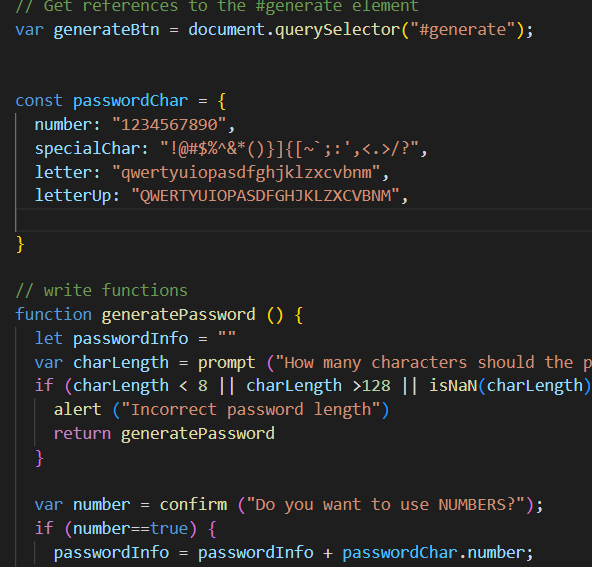 // Get references to the #generate element
var generateBtn = document.querySelector("#generate");
const passwordChar = {
number: "1234567890",
specialChar: "!@#$%^&*()}]{[~`;:',<.>/?",
letter: "qwertyuiopasdfghjklzxcvbnm",
letterUp: "QWERTYUIOPASDFGHJKLZXCVBNM",
}
// write functions
function generatePassword () {
let passwordInfo = ""
var charLength = prompt ("How many characters should the p
if (charLength < 8 || charLength >128 || isNaN(charLength)
alert ("Incorrect password length")
return generatePassword
}
var number = confirm ("Do you want to use NUMBERS?");
if (number==true) {
passwordInfo = passwordInfo + passwordChar.number;